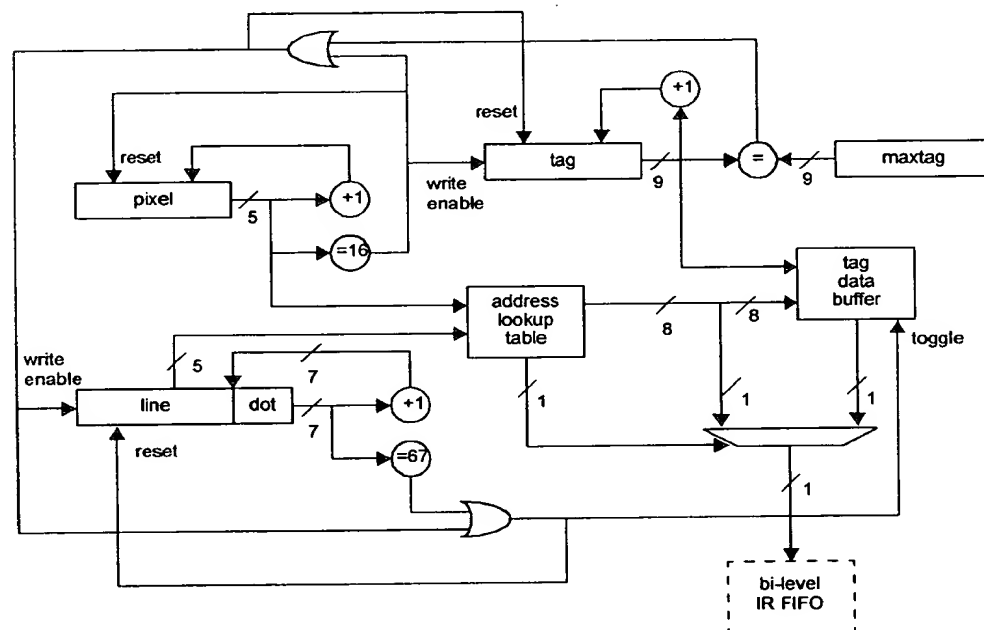 reset
+1
reset
tag
9
=
9
maxtag
write
enable
pixel
5
+1
=16
tag
data
buffer
address
lookup
table
8
8
toggle
write
enable
5
7
1
1
1
line
dot
7
+1
reset
=67
1
bi-level
IR FIFO